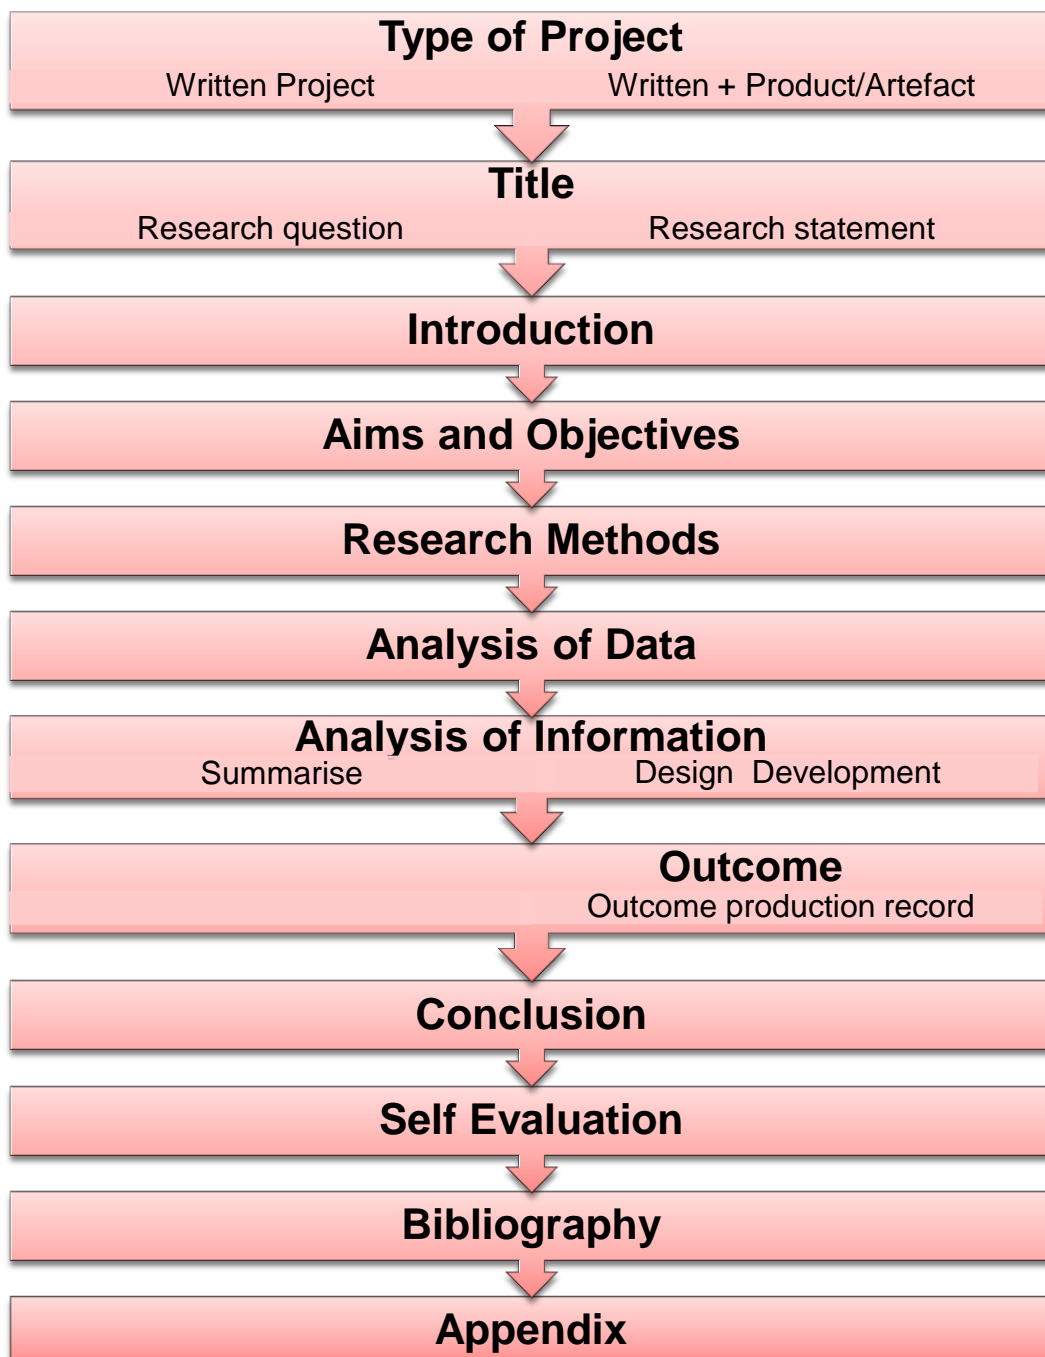 Type of Project
Written Project Written + Product/Artefact
Title
Research question Research statement
Introduction
Aims and Objectives
Research Methods
Analysis of Data
Analysis of Information
Summarise Design Development
Outcome
Outcome production record
Conclusion
Self Evaluation
Bibliography
Appendix